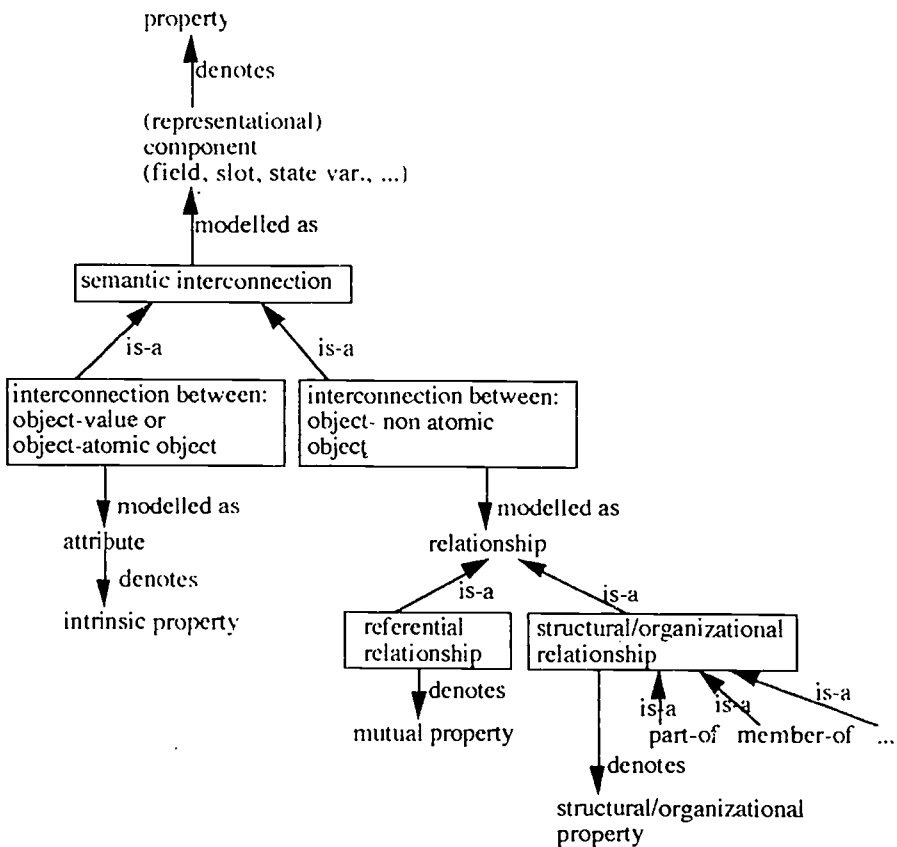 property
denotes
(representational)
component
(field, slot, state var., ...)
modelled as
semantic interconnection
is-a
is-a
interconnection between:
object-value or
object-atomic object
interconnection between:
object- non atomic
object
modelled as
attribute
denotes
intrinsic property
modelled as
relationship
is-a
is-a
referential
relationship
structural/organizational
relationship
denotes
mutual property
is-a
is-a
is-a
part-of
member-of
...
denotes
structural/organizational
property